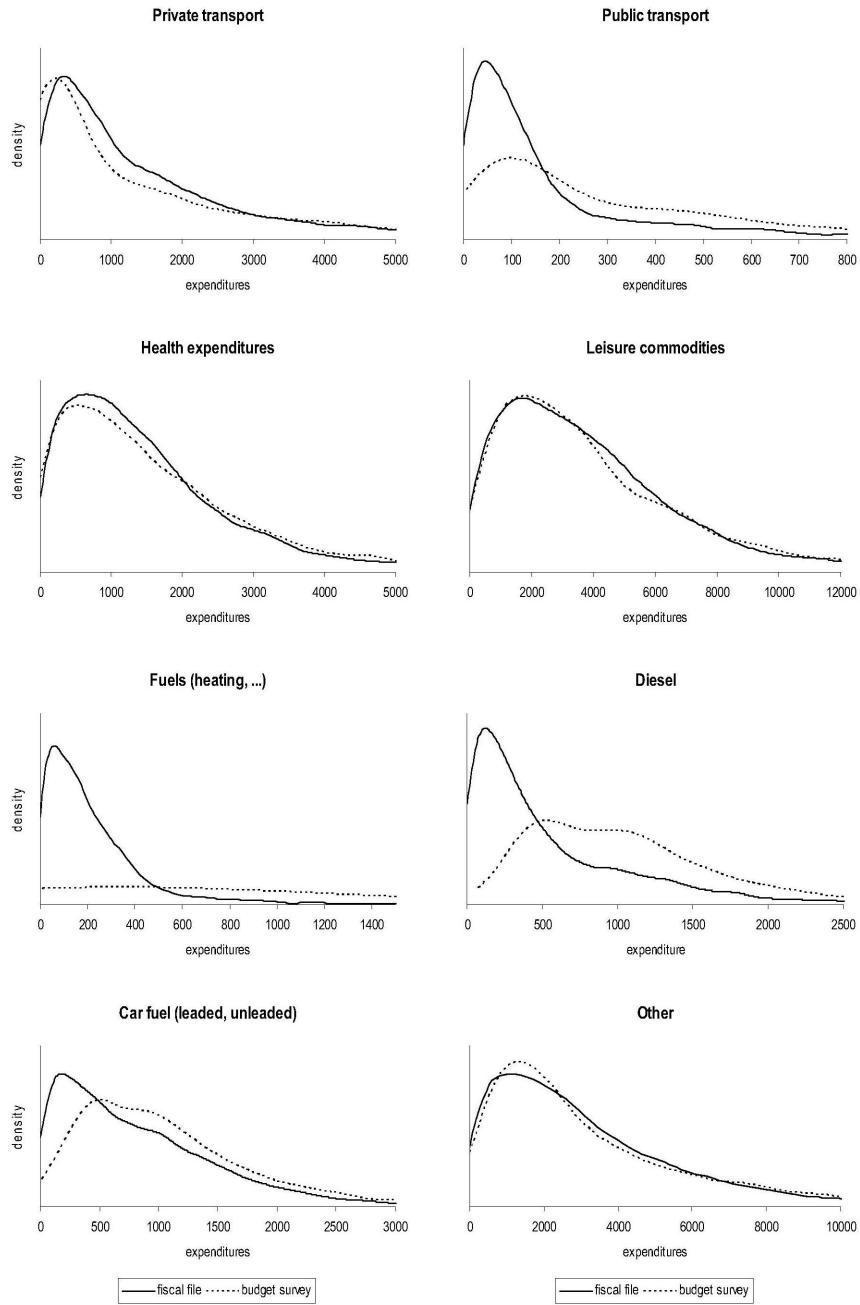 Private transport
Public transport
density
0 1000 2000 3000 4000 5000
0 100 200 300 400 500 600 700 800
expenditures
expenditures
Health expenditures
Leisure commodities
density
0 1000 2000 3000 4000 5000
0 2000 4000 6000 8000 10000 12000
expenditures
expenditures
Fuels (heating, ...)
Diesel
density
0 200 400 600 800 1000 1200 1400
0 500 1000 1500 2000 2500
expenditures
expenditure
Car fuel (leaded, unleaded)
Other
density
0 500 1000 1500 2000 2500 3000
0 2000 4000 6000 8000 10000
expenditures
expenditures
fiscal file budget survey
fiscal file budget survey